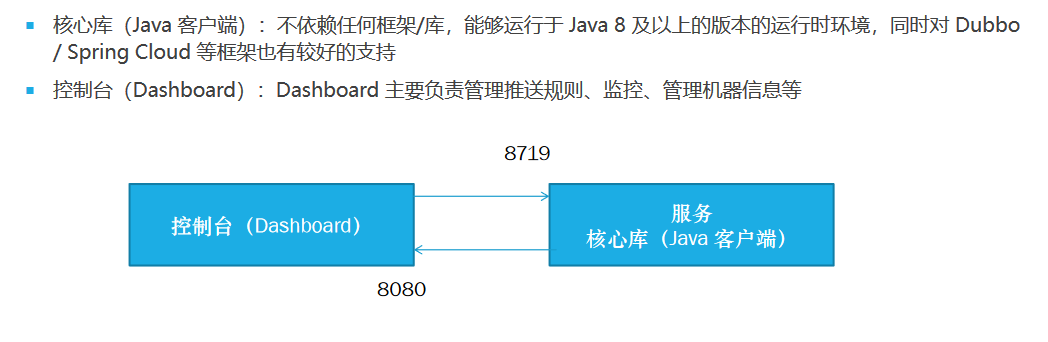 ▪ 核心库（Java 客户端）：不依赖任何框架/库，能够运行于 Java 8 及以上的版本的运行时环境，同时对 Dubbo
/ Spring Cloud 等框架也有较好的支持
▪ 控制台（Dashboard）：Dashboard 主要负责管理推送规则、监控、管理机器信息等
8719
控制台（Dashboard）
服务
核心库（Java 客户端）
8080